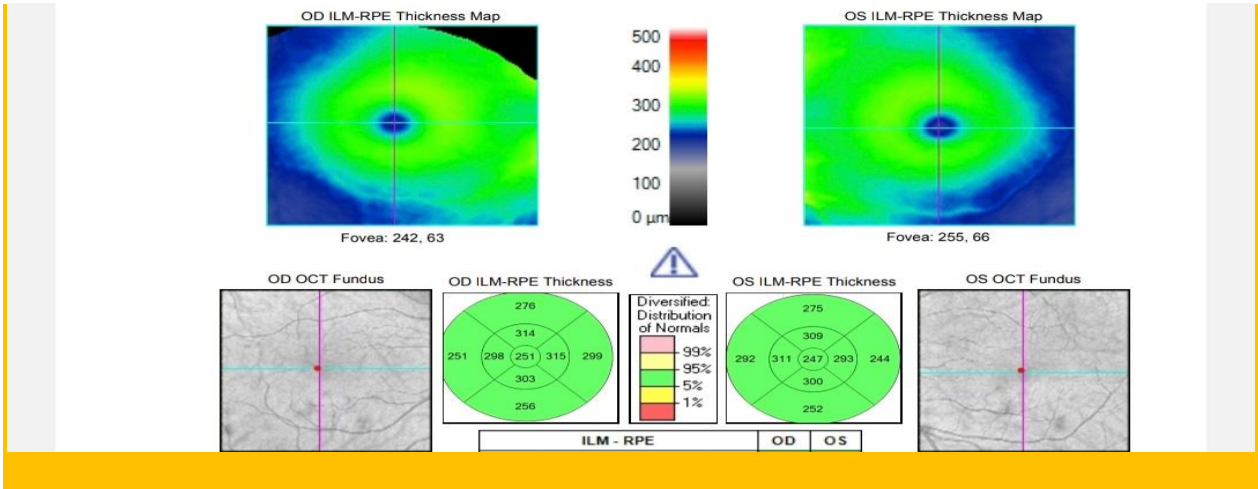 OD ILM-RPE Thickness Map
OS ILM-RPE Thickness Map
500
400
300
200
100
0 µm
Fovea: 242, 63
Fovea: 255, 66
OD OCT Fundus
OD ILM-RPE Thickness
OS ILM-RPE Thickness
OS OCT Fundus
276
314
251 298 251 315 299
303
256
Diversified:
Distribution
of Normals
99%
95%
5%
1%
275
309
292 311 247 293 244
300
252
ILM - RPE OD OS